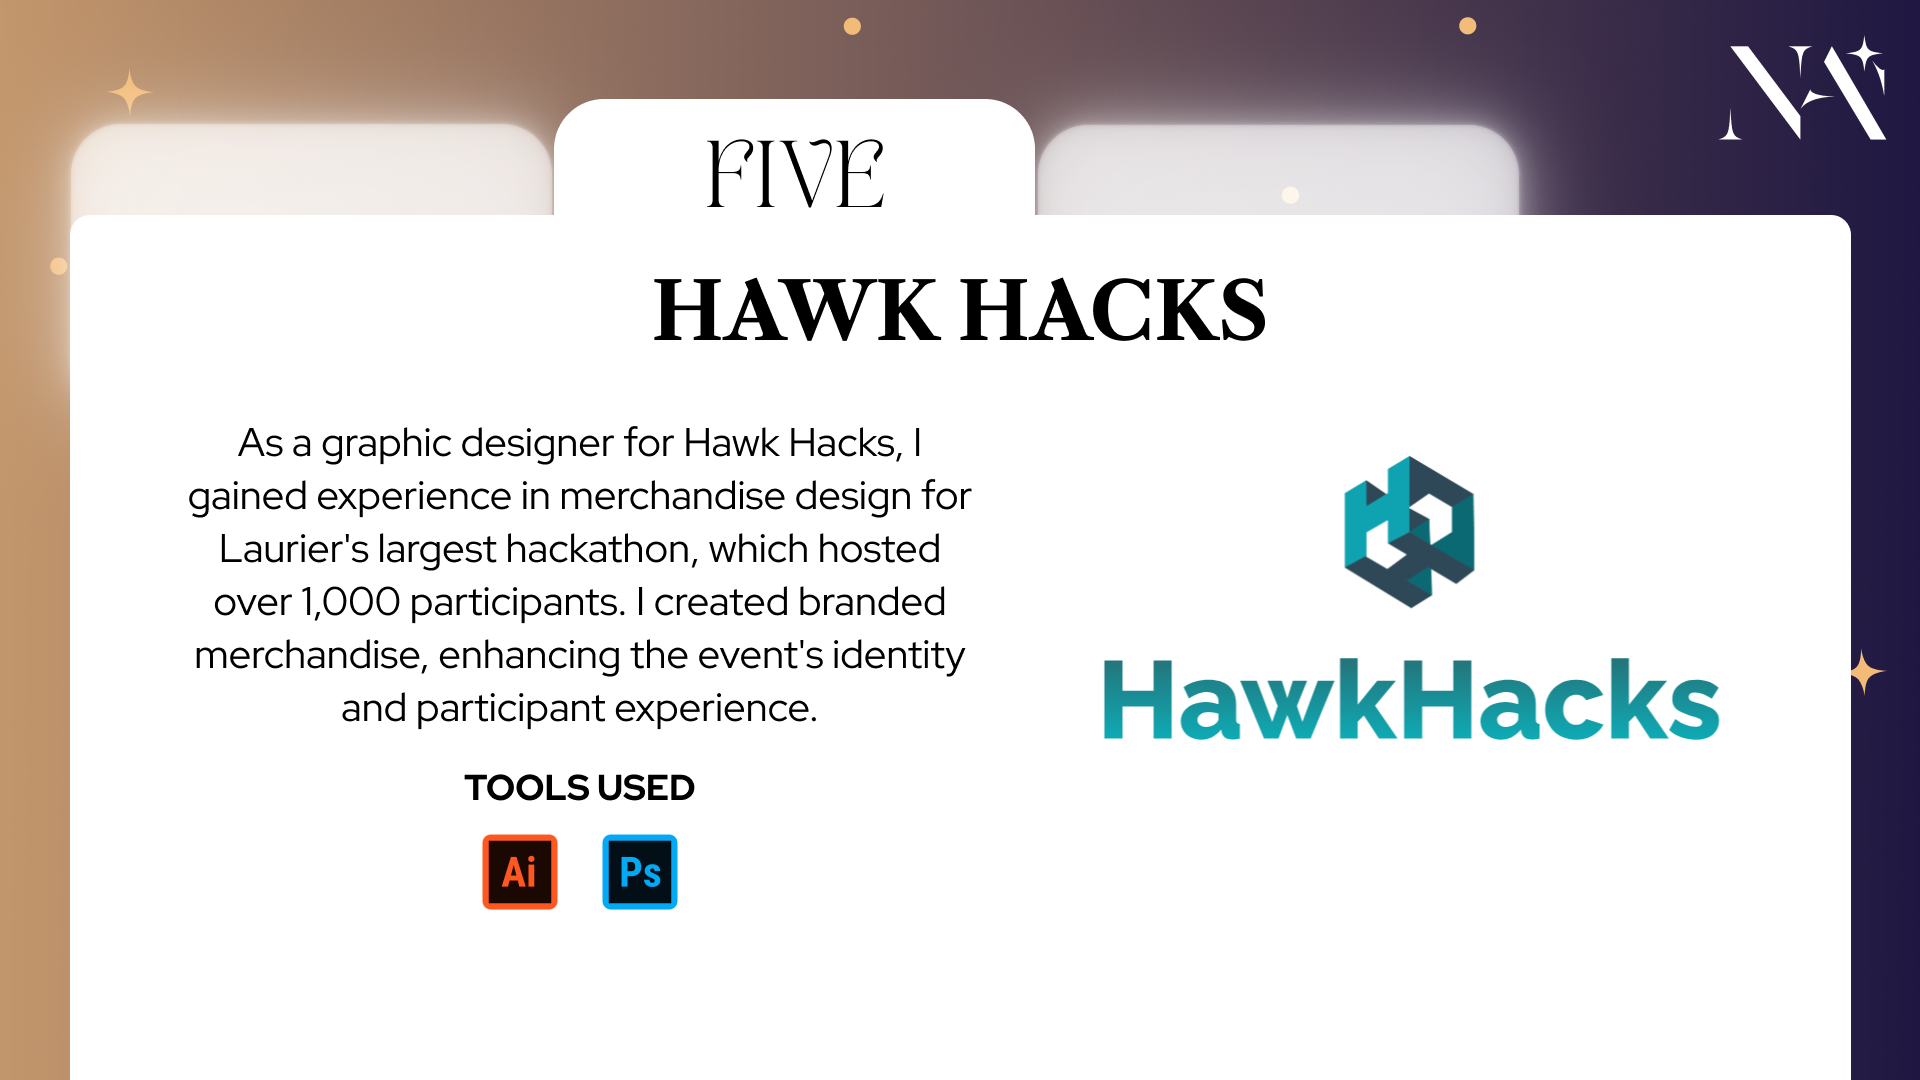 NA
FIVE
HAWK HACKS
As a graphic designer for Hawk Hacks, I
gained experience in merchandise design for
Laurier's largest hackathon, which hosted
over 1,000 participants. I created branded
merchandise, enhancing the event's identity
and participant experience.
HawkHacks
TOOLS USED
Ai Ps